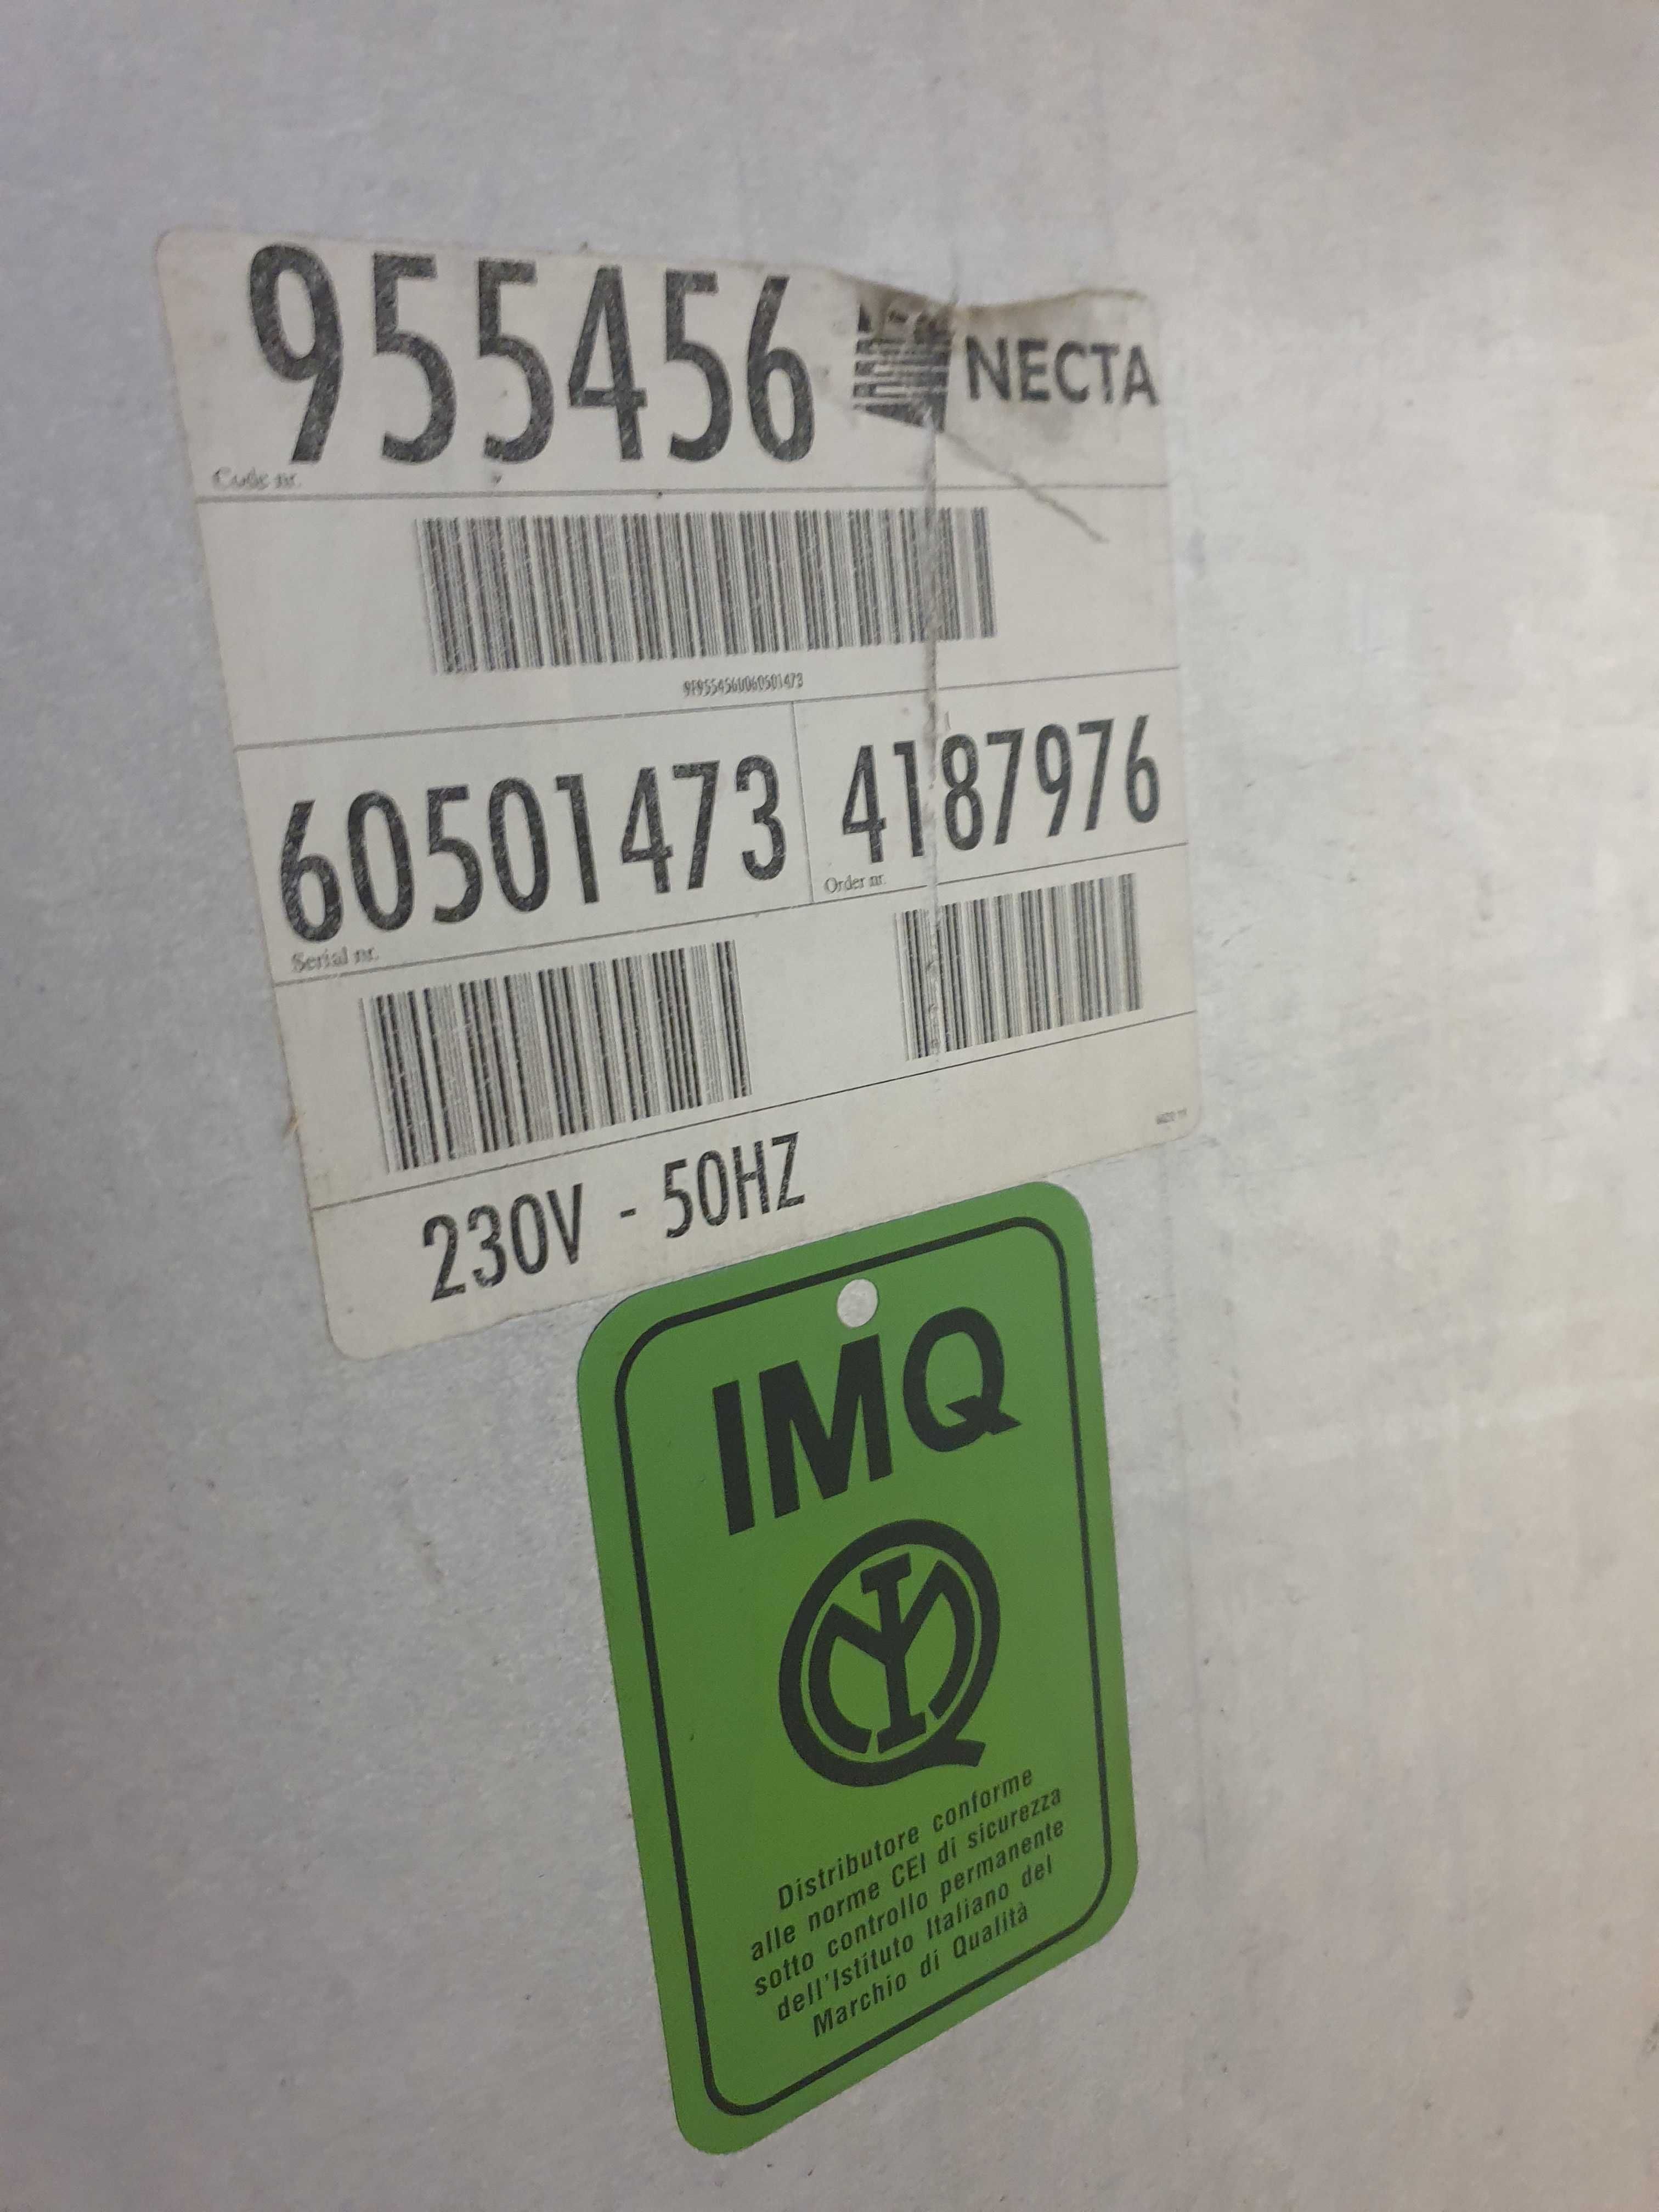 955456 NECTA
Code nr.
9F9554560060501473
60501473 4187976
Serial nr.
Order nr.
230V - 50HZ
IMQ
Distributore conforme
alle norme CEI di sicurezza
sotto controllo permanente
dell'Istituto Italiano del
Marchio di Qualità